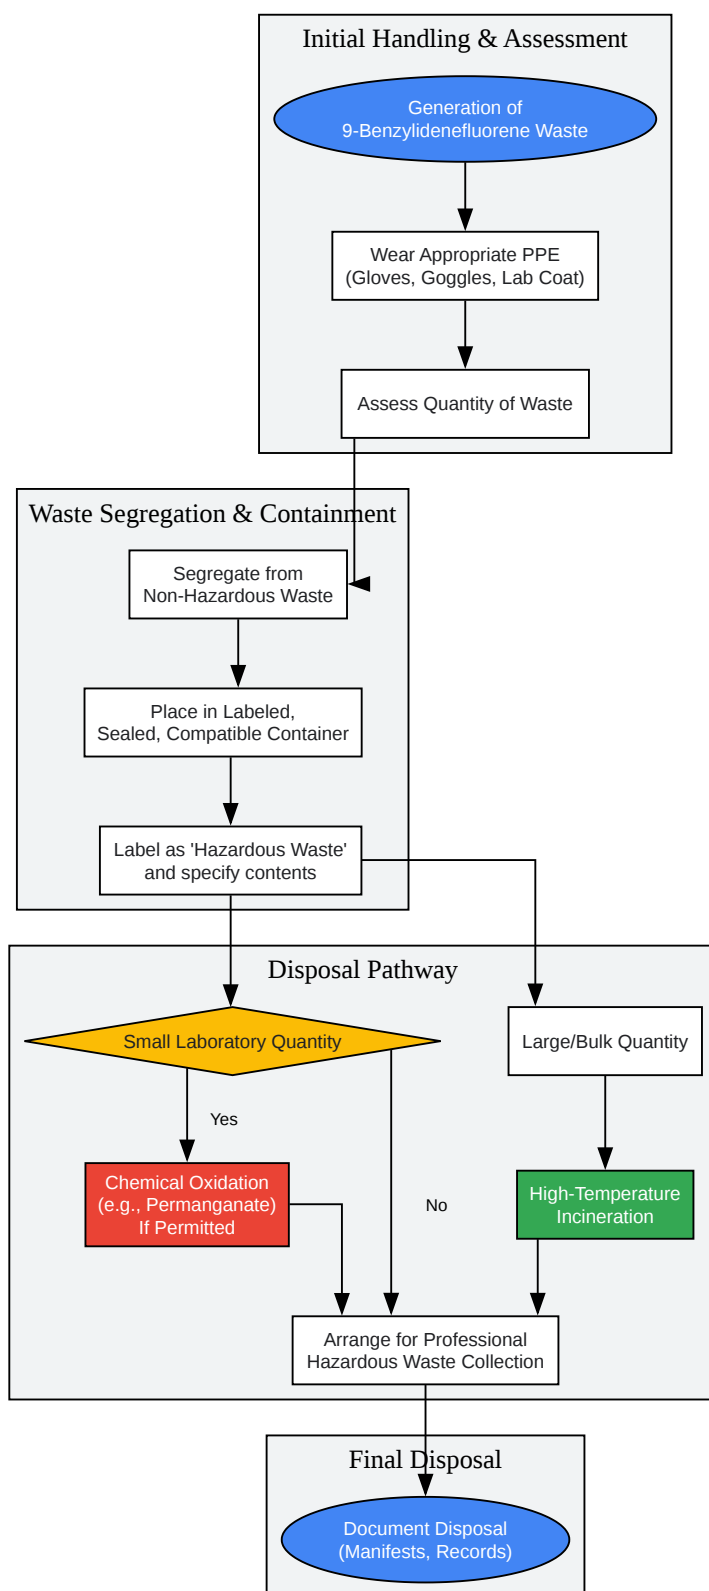 Initial Handling & Assessment
Generation of
9-Benzylidenefluorene Waste
Wear Appropriate PPE
(Gloves, Goggles, Lab Coat)
Assess Quantity of Waste
Waste Segregation & Containment
Segregate from
Non-Hazardous Waste
Place in Labeled,
Sealed, Compatible Container
Label as 'Hazardous Waste'
and specify contents
Disposal Pathway
Small Laboratory Quantity
Large/Bulk Quantity
Yes
Chemical Oxidation
(e.g., Permanganate)
If Permitted
No
High-Temperature
Incineration
Arrange for Professional
Hazardous Waste Collection
Final Disposal
Document Disposal
(Manifests, Records)